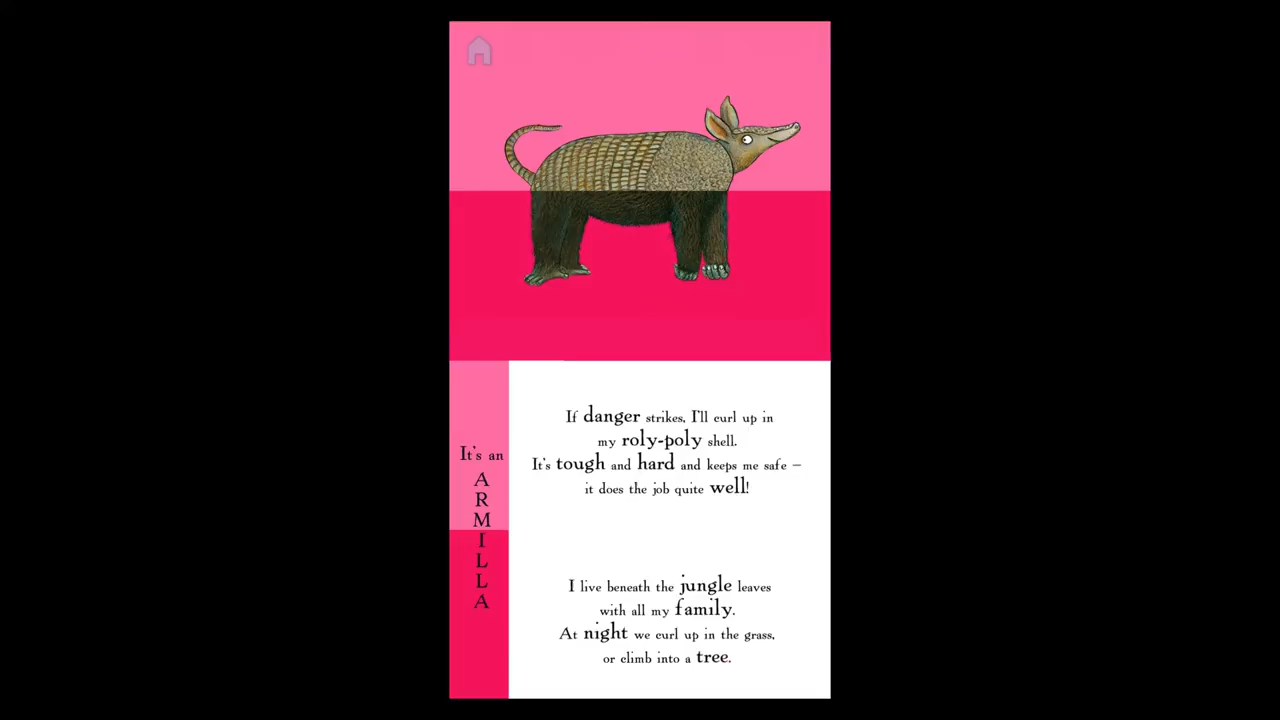 It's an
ARMILLA
If danger strikes, I'll curl up in
my roly-poly shell.
It's tough and hard and keeps me safe –
it does the job quite well!
I live beneath the jungle leaves
with all my family.
At night we curl up in the grass,
or climb into a tree.